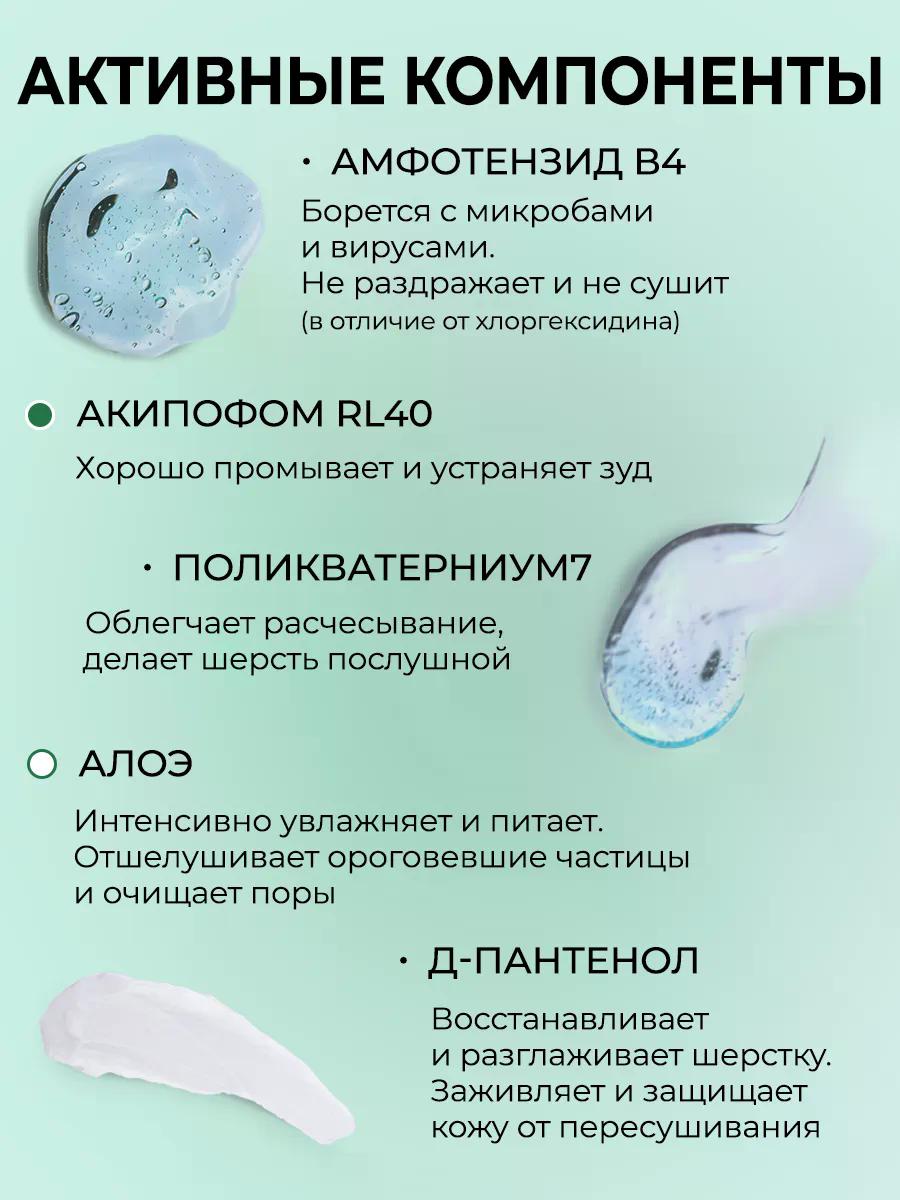 АКТИВНЫЕ КОМПОНЕНТЫ
• АМФОТЕНЗИД B4
Борется с микробами
и вирусами.
Не раздражает и не сушит
(в отличие от хлоргексидина)
АКИПОФОМ RL40
Хорошо промывает и устраняет зуд
• ПОЛИКВАТЕРНИУМ7
Облегчает расчесывание,
делает шерсть послушной
АЛОЭ
Интенсивно увлажняет и питает.
Отшелушивает ороговевшие частицы
и очищает поры
• Д-ПАНТЕНОЛ
Восстанавливает
и разглаживает шерстку.
Заживляет и защищает
кожу от пересушивания